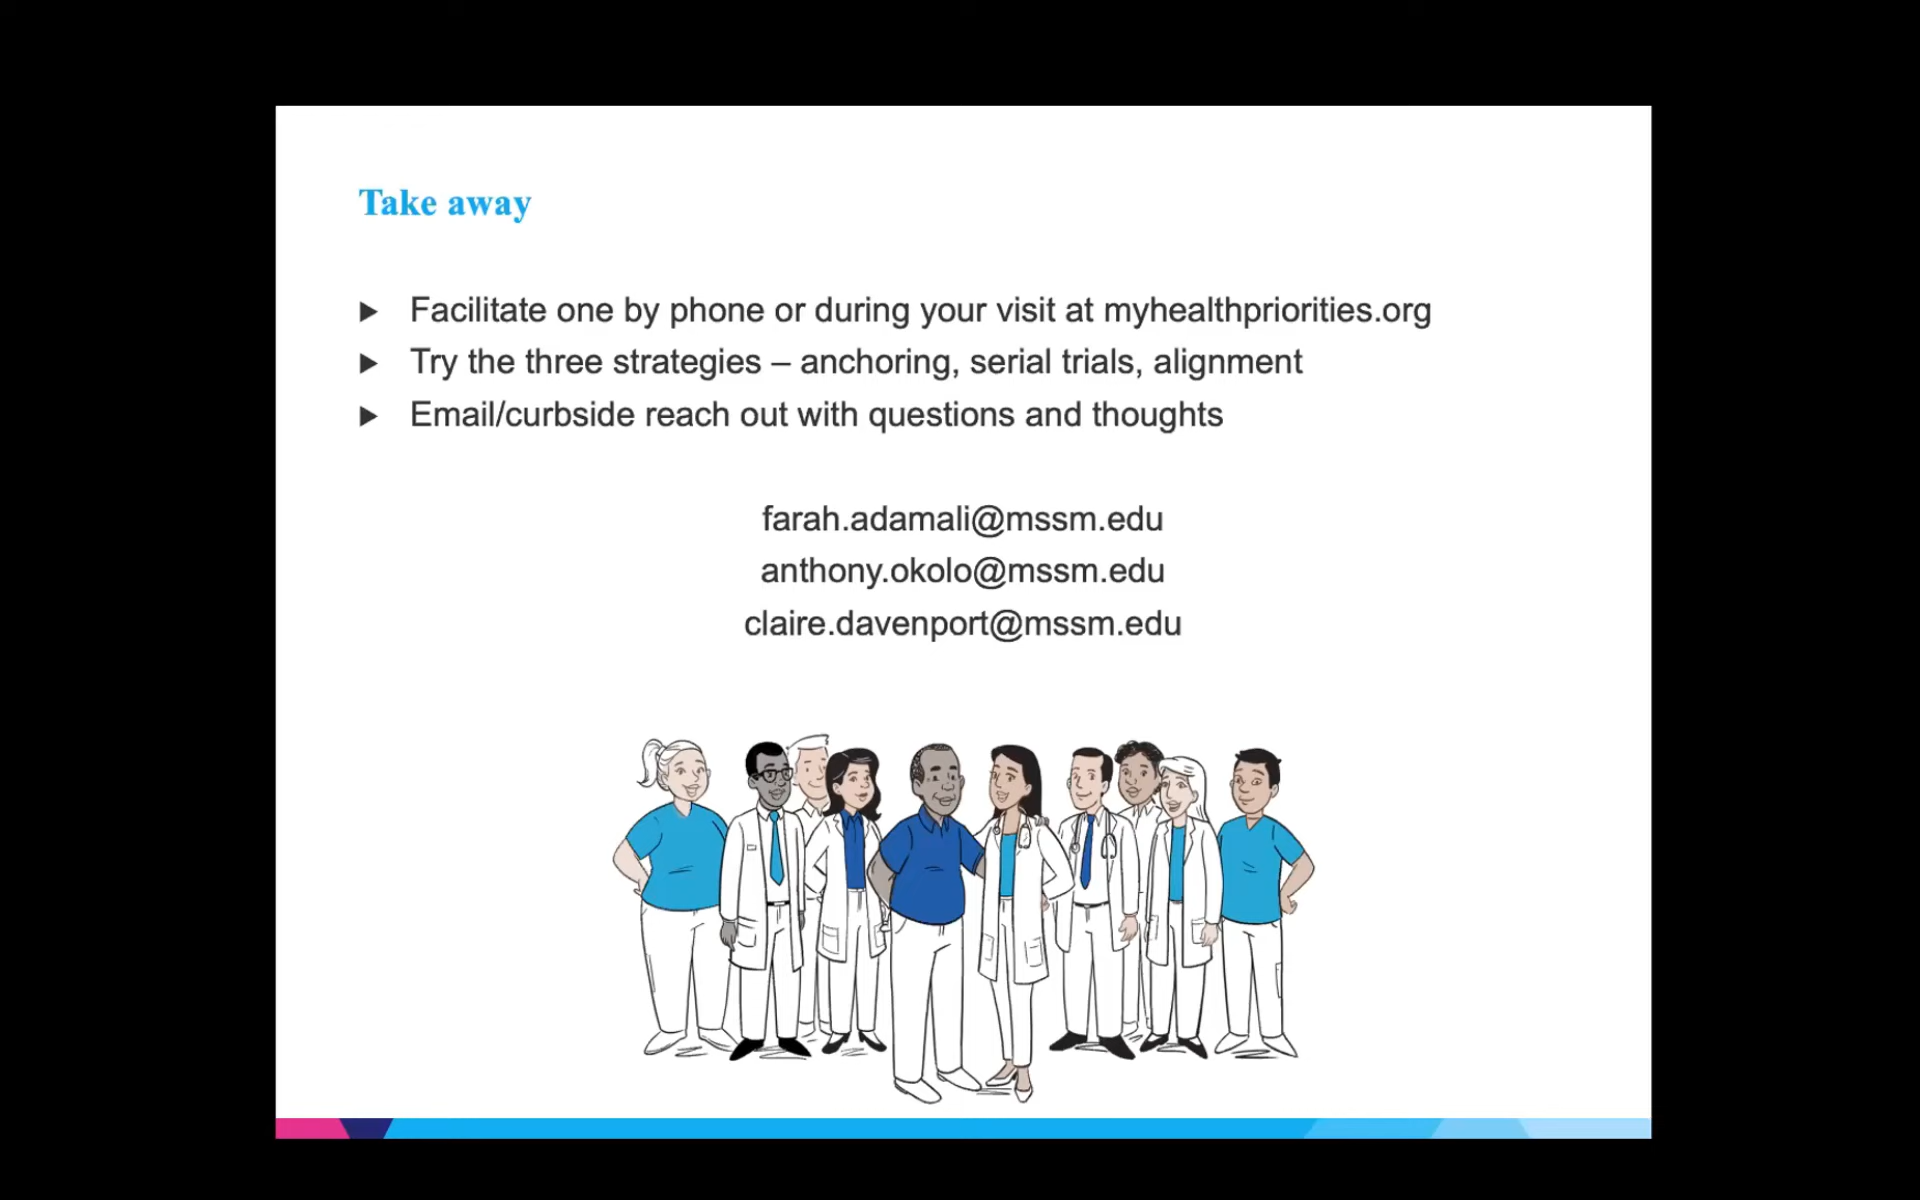 Take away
▶ Facilitate one by phone or during your visit at myhealthpriorities.org
▶ Try the three strategies – anchoring, serial trials, alignment
▶ Email/curbside reach out with questions and thoughts
farah.adamali@mssm.edu
anthony.okolo@mssm.edu
claire.davenport@mssm.edu